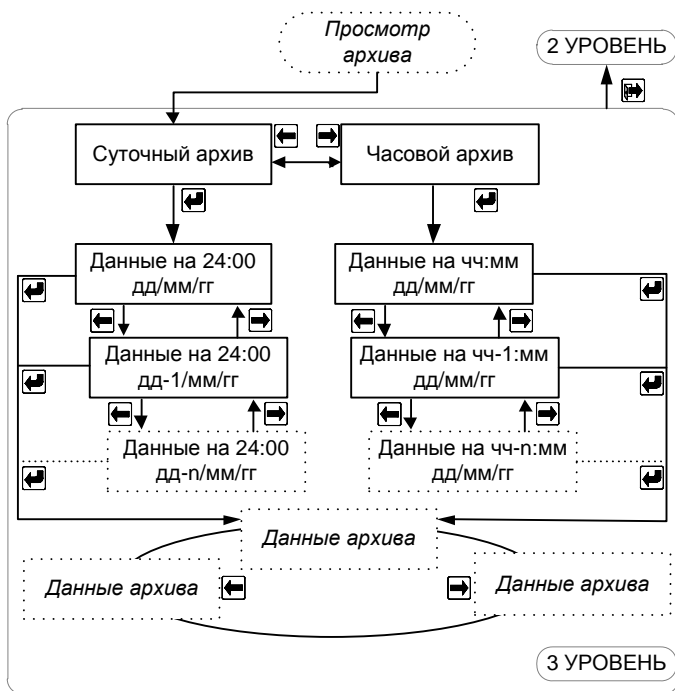 Просмотр
архива
2 УРОВЕНЬ
Суточный архив
Часовой архив
Данные на 24:00
дд/мм/гг
Данные на чч:мм
дд/мм/гг
Данные на 24:00
дд-1/мм/гг
Данные на чч-1:мм
дд/мм/гг
Данные на 24:00
дд-n/мм/гг
Данные на чч-n:мм
дд/мм/гг
Данные архива
Данные архива
Данные архива
3 УРОВЕНЬ